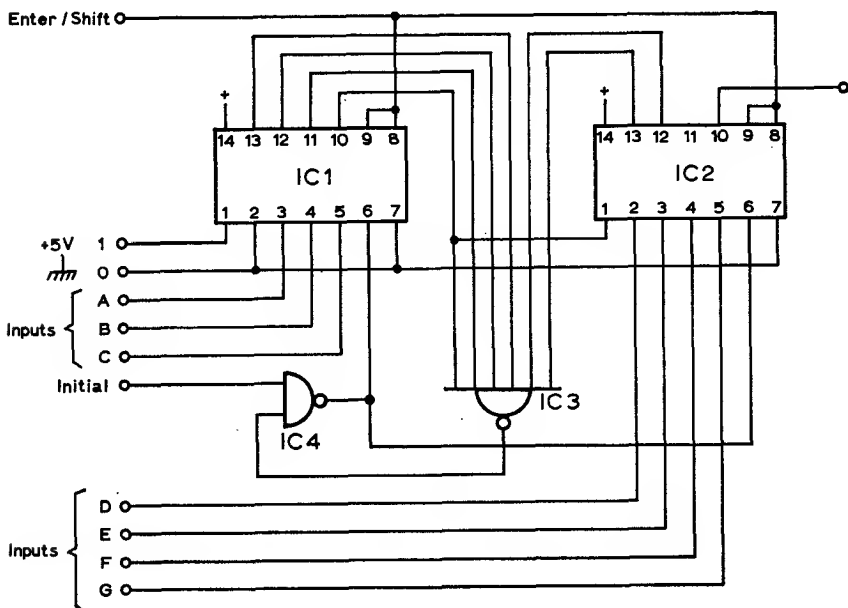 Enter / Shift
+
+
14 13 12 11 10 9 8
14 13 12 11 10 9 8
IC1
IC2
1 2 3 4 5 6 7
1 2 3 4 5 6 7
+5V 1
0
A
Inputs B
C
Initial
IC3
IC4
D
E
Inputs F
G